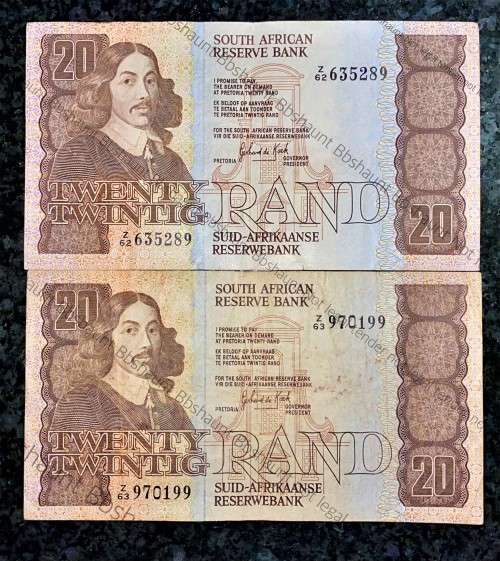 20
SOUTH AFRICAN
RESERVE BANK
Z/62 635289
I PROMISE TO PAY
THE BEARER ON DEMAND
AT PRETORIA TWENTY RAND
EK BELOOF OP AANVRAAG
TE BETAAL AAN TOONDER
TE PRETORIA TWINTIG RAND
FOR THE SOUTH AFRICAN RESERVE BANK
VIR DIE SUID-AFRIKAANSE RESERWEBANK
PRETORIA
GOVERNOR
PRESIDENT
TWENTY
TWINTIG RAND
20
Z/62 635289
SUID-AFRIKAANSE
RESERWEBANK
20
SOUTH AFRICAN
RESERVE BANK
Z/63 970199
I PROMISE TO PAY
THE BEARER ON DEMAND
AT PRETORIA TWENTY RAND
EK BELOOF OP AANVRAAG
TE BETAAL AAN TOONDER
TE PRETORIA TWINTIG RAND
FOR THE SOUTH AFRICAN RESERVE BANK
VIR DIE SUID-AFRIKAANSE RESERWEBANK
PRETORIA
GOVERNOR
PRESIDENT
TWENTY
TWINTIG RAND
20
Z/63 970199
SUID-AFRIKAANSE
RESERWEBANK
Bbshaunt Bbshaunt Bbshaunt